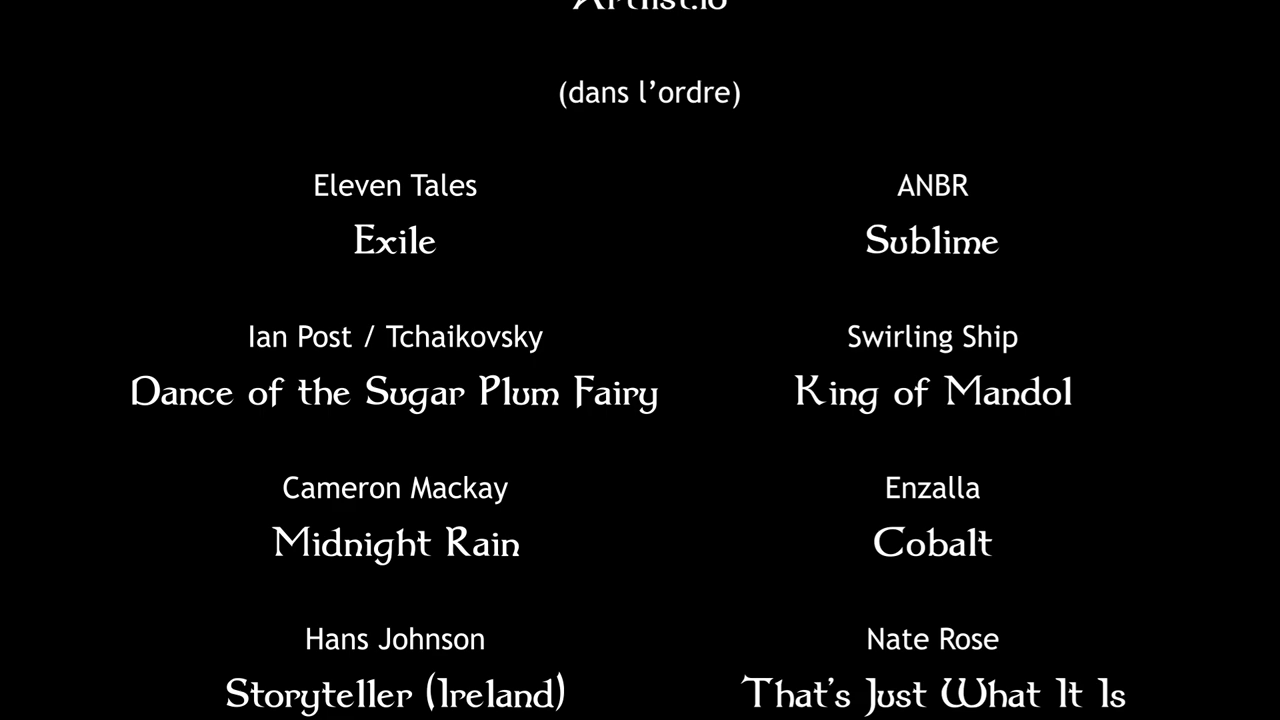 Artlist.io
(dans l’ordre)
Eleven Tales
Exile
ANBR
Sublime
Ian Post / Tchaikovsky
Dance of the Sugar Plum Fairy
Swirling Ship
King of Mandol
Cameron Mackay
Midnight Rain
Enzalla
Cobalt
Hans Johnson
Storyteller (Ireland)
Nate Rose
That's Just What It Is